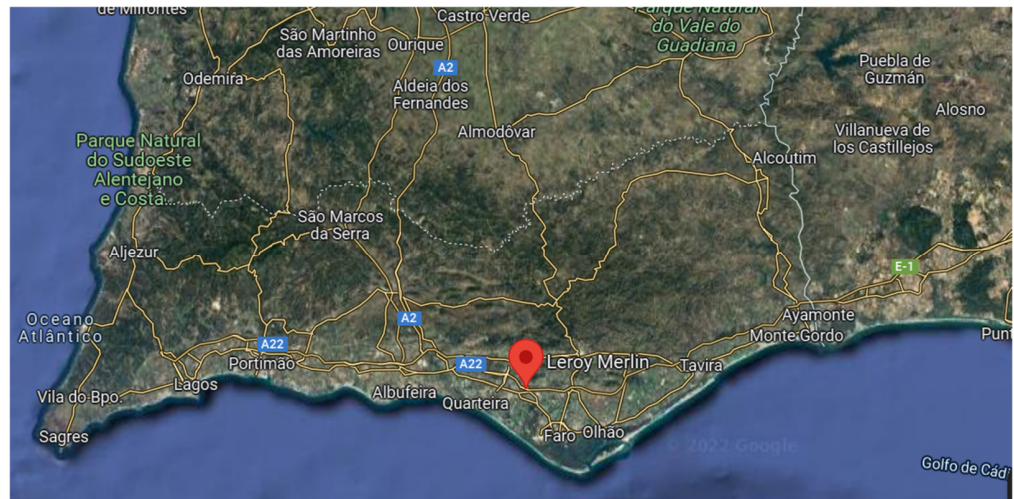 de Milfontes
Castro Verde
Parque Natural
do Vale do
Guadiana
São Martinho
das Amoreiras
Ourique
A2
Odemira
Aldeia dos
Fernandes
Puebla de
Guzmán
Alosno
Almodôvar
Villanueva de
los Castillejos
Parque Natural
do Sudoeste
Alentejano
e Costa...
Alcoutim
São Marcos
da Serra
Aljezur
E-1
Oceano
Atlântico
A2
Ayamonte
Monte Gordo
Punt
A22
Portimão
A22
Leroy Merlin
Tavira
Lagos
Albufeira
Quarteira
Vila do Bpo.
Sagres
Faro
Olhão
© 2022 Google
Golfo de Cádi